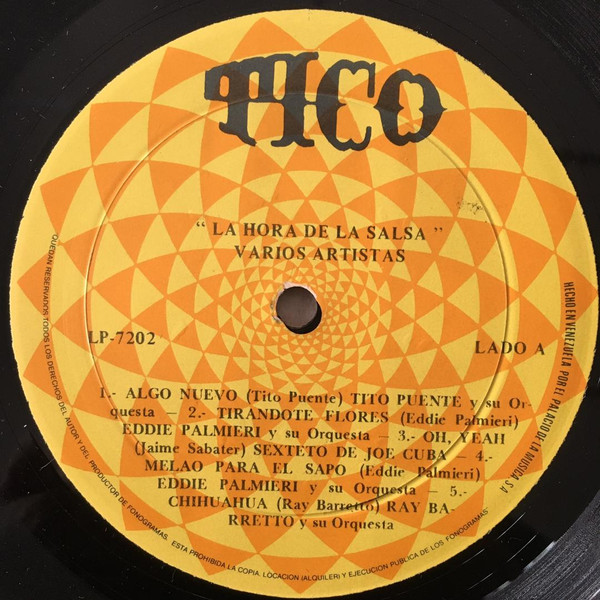 TICO
" LA HORA DE LA SALSA "
VARIOS ARTISTAS
LP-7202
LADO A
1.- ALGO NUEVO (Tito Puente) TITO PUENTE y su Or-
questa — 2.- TIRANDOTE FLORES (Eddie Palmieri)
EDDIE PALMIERI y su Orquesta — 3.- OH, YEAH
(Jaime Sabater) SEXTETO DE JOE CUBA — 4.-
MELAO PARA EL SAPO (Eddie Palmieri)
EDDIE PALMIERI y su Orquesta — 5.-
CHIHUAHUA (Ray Barretto) RAY BA-
RRETTO y su Orquesta
QUEDAN RESERVADOS TODOS LOS DERECHOS DEL AUTOR Y DEL PRODUCTOR DE FONOGRAMAS. ESTA PROHIBIDA LA COPIA. LOCACION (ALQUILER) Y EJECUCION PUBLICA DE LOS FONOGRAMAS.
HECHO EN VENEZUELA POR EL PALACIO DE LA MUSICA S.A